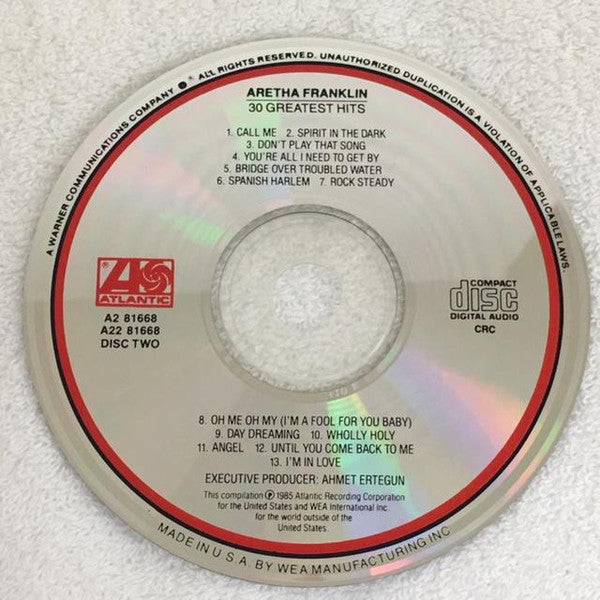 A WARNER COMMUNICATIONS COMPANY ●® ALL RIGHTS RESERVED. UNAUTHORIZED DUPLICATION IS A VIOLATION OF APPLICABLE LAWS.
ARETHA FRANKLIN
30 GREATEST HITS
1. CALL ME 2. SPIRIT IN THE DARK
3. DON'T PLAY THAT SONG
4. YOU'RE ALL I NEED TO GET BY
5. BRIDGE OVER TROUBLED WATER
6. SPANISH HARLEM 7. ROCK STEADY
ATLANTIC
COMPACT
disc
DIGITAL AUDIO
A2 81668
A22 81668
DISC TWO
CRC
8. OH ME OH MY (I'M A FOOL FOR YOU BABY)
9. DAY DREAMING 10. WHOLLY HOLY
11. ANGEL 12. UNTIL YOU COME BACK TO ME
13. I'M IN LOVE
EXECUTIVE PRODUCER: AHMET ERTEGUN
This compilation ℗ 1985 Atlantic Recording Corporation
for the United States and WEA International Inc.
for the world outside of the
United States.
MADE IN U.S.A. BY WEA MANUFACTURING INC